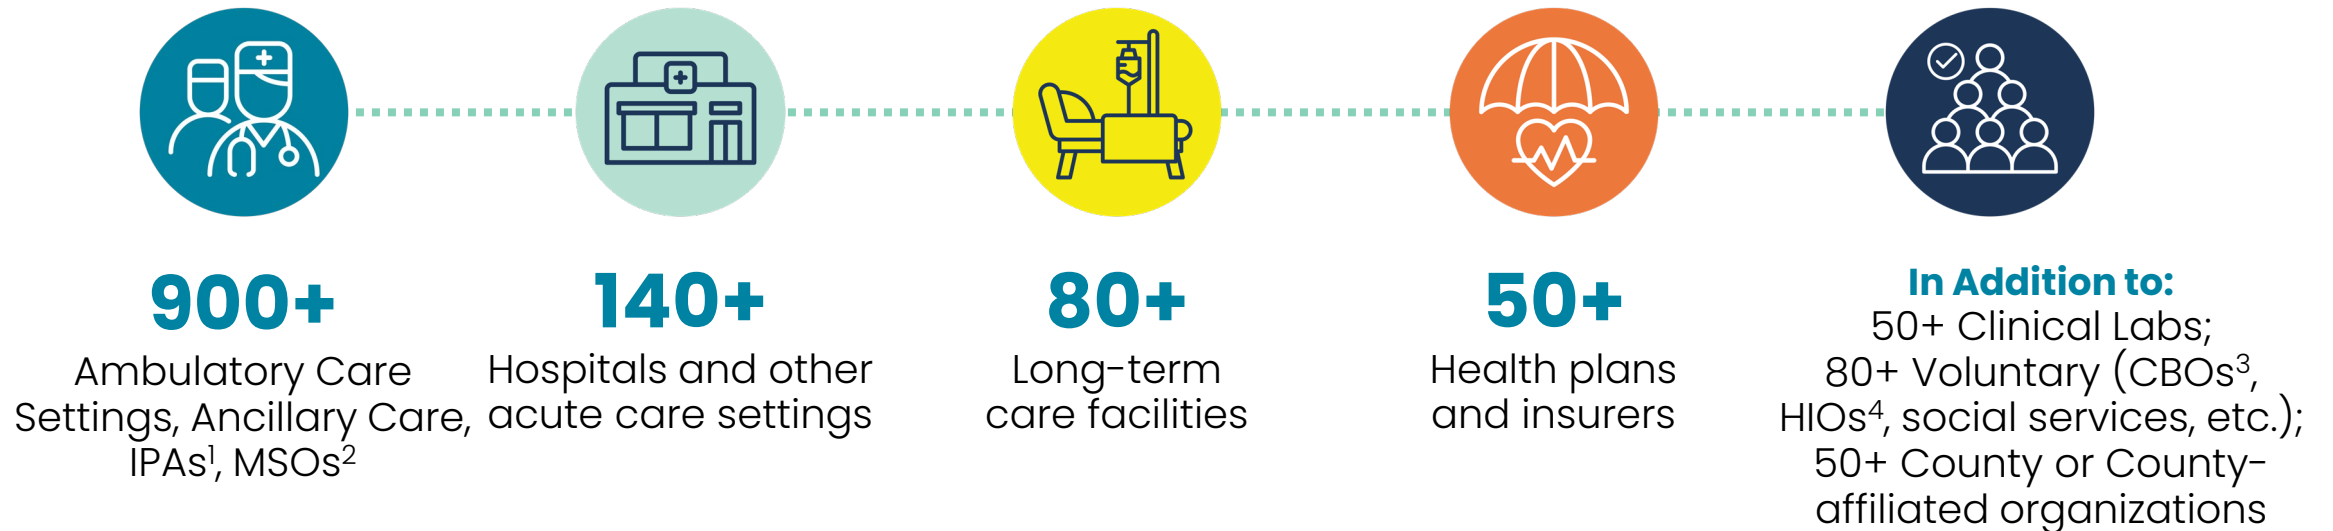 900+
Ambulatory Care
Settings, Ancillary Care,
IPAs¹, MSOs²
140+
Hospitals and other
acute care settings
80+
Long-term
care facilities
50+
Health plans
and insurers
In Addition to:
50+ Clinical Labs;
80+ Voluntary (CBOs³,
HIOs⁴, social services, etc.);
50+ County or County-
affiliated organizations